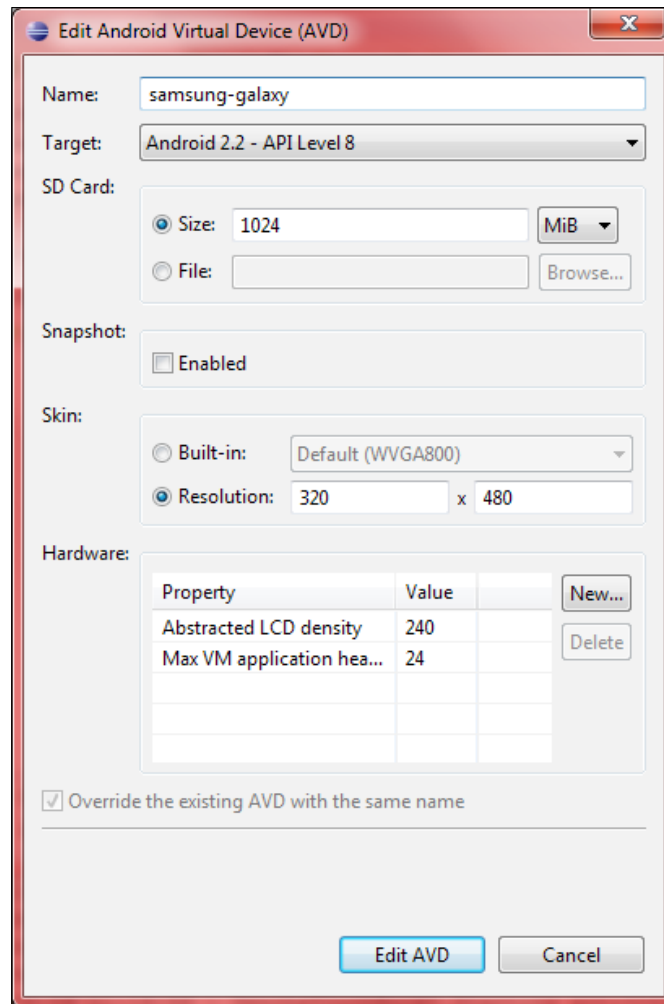 Edit Android Virtual Device (AVD)
Name: samsung-galaxy
Target: Android 2.2 - API Level 8
SD Card:
Size: 1024 MiB
File: Browse...
Snapshot:
Enabled
Skin:
Built-in: Default (WVGA800)
Resolution: 320 x 480
Hardware:
Property Value New...
Abstracted LCD density 240 Delete
Max VM application hea... 24
Override the existing AVD with the same name
Edit AVD Cancel